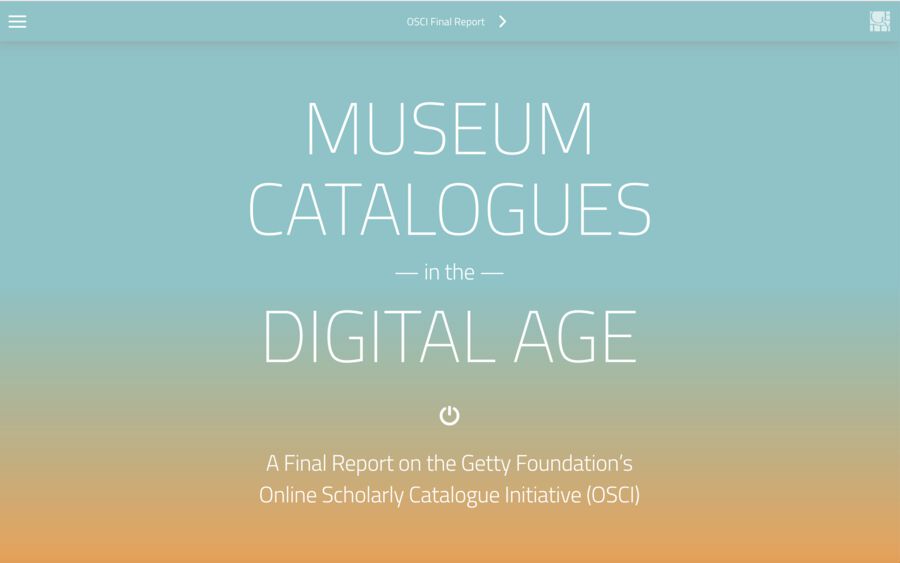 OSCI Final Report
MUSEUM
CATALOGUES
— in the —
DIGITAL AGE
A Final Report on the Getty Foundation’s
Online Scholarly Catalogue Initiative (OSCI)